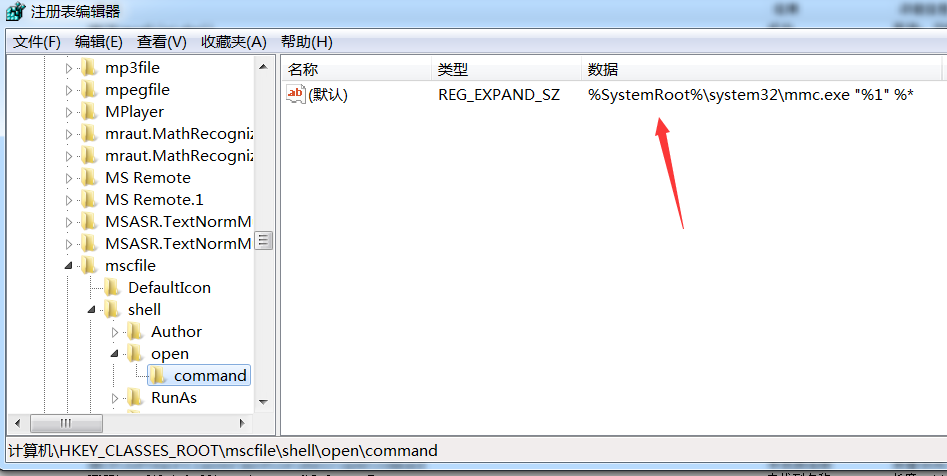 注册表编辑器
文件(F) 编辑(E) 查看(V) 收藏夹(A) 帮助(H)
mp3file
mpegfile
MPlayer
mraut.MathRecogniz
mraut.MathRecogniz
MS Remote
MS Remote.1
MSASR.TextNormM
MSASR.TextNormM
mscfile
DefaultIcon
shell
Author
open
command
RunAs
名称 类型 数据
ab (默认) REG_EXPAND_SZ %SystemRoot%\system32\mmc.exe "%1" %*
计算机\HKEY_CLASSES_ROOT\mscfile\shell\open\command